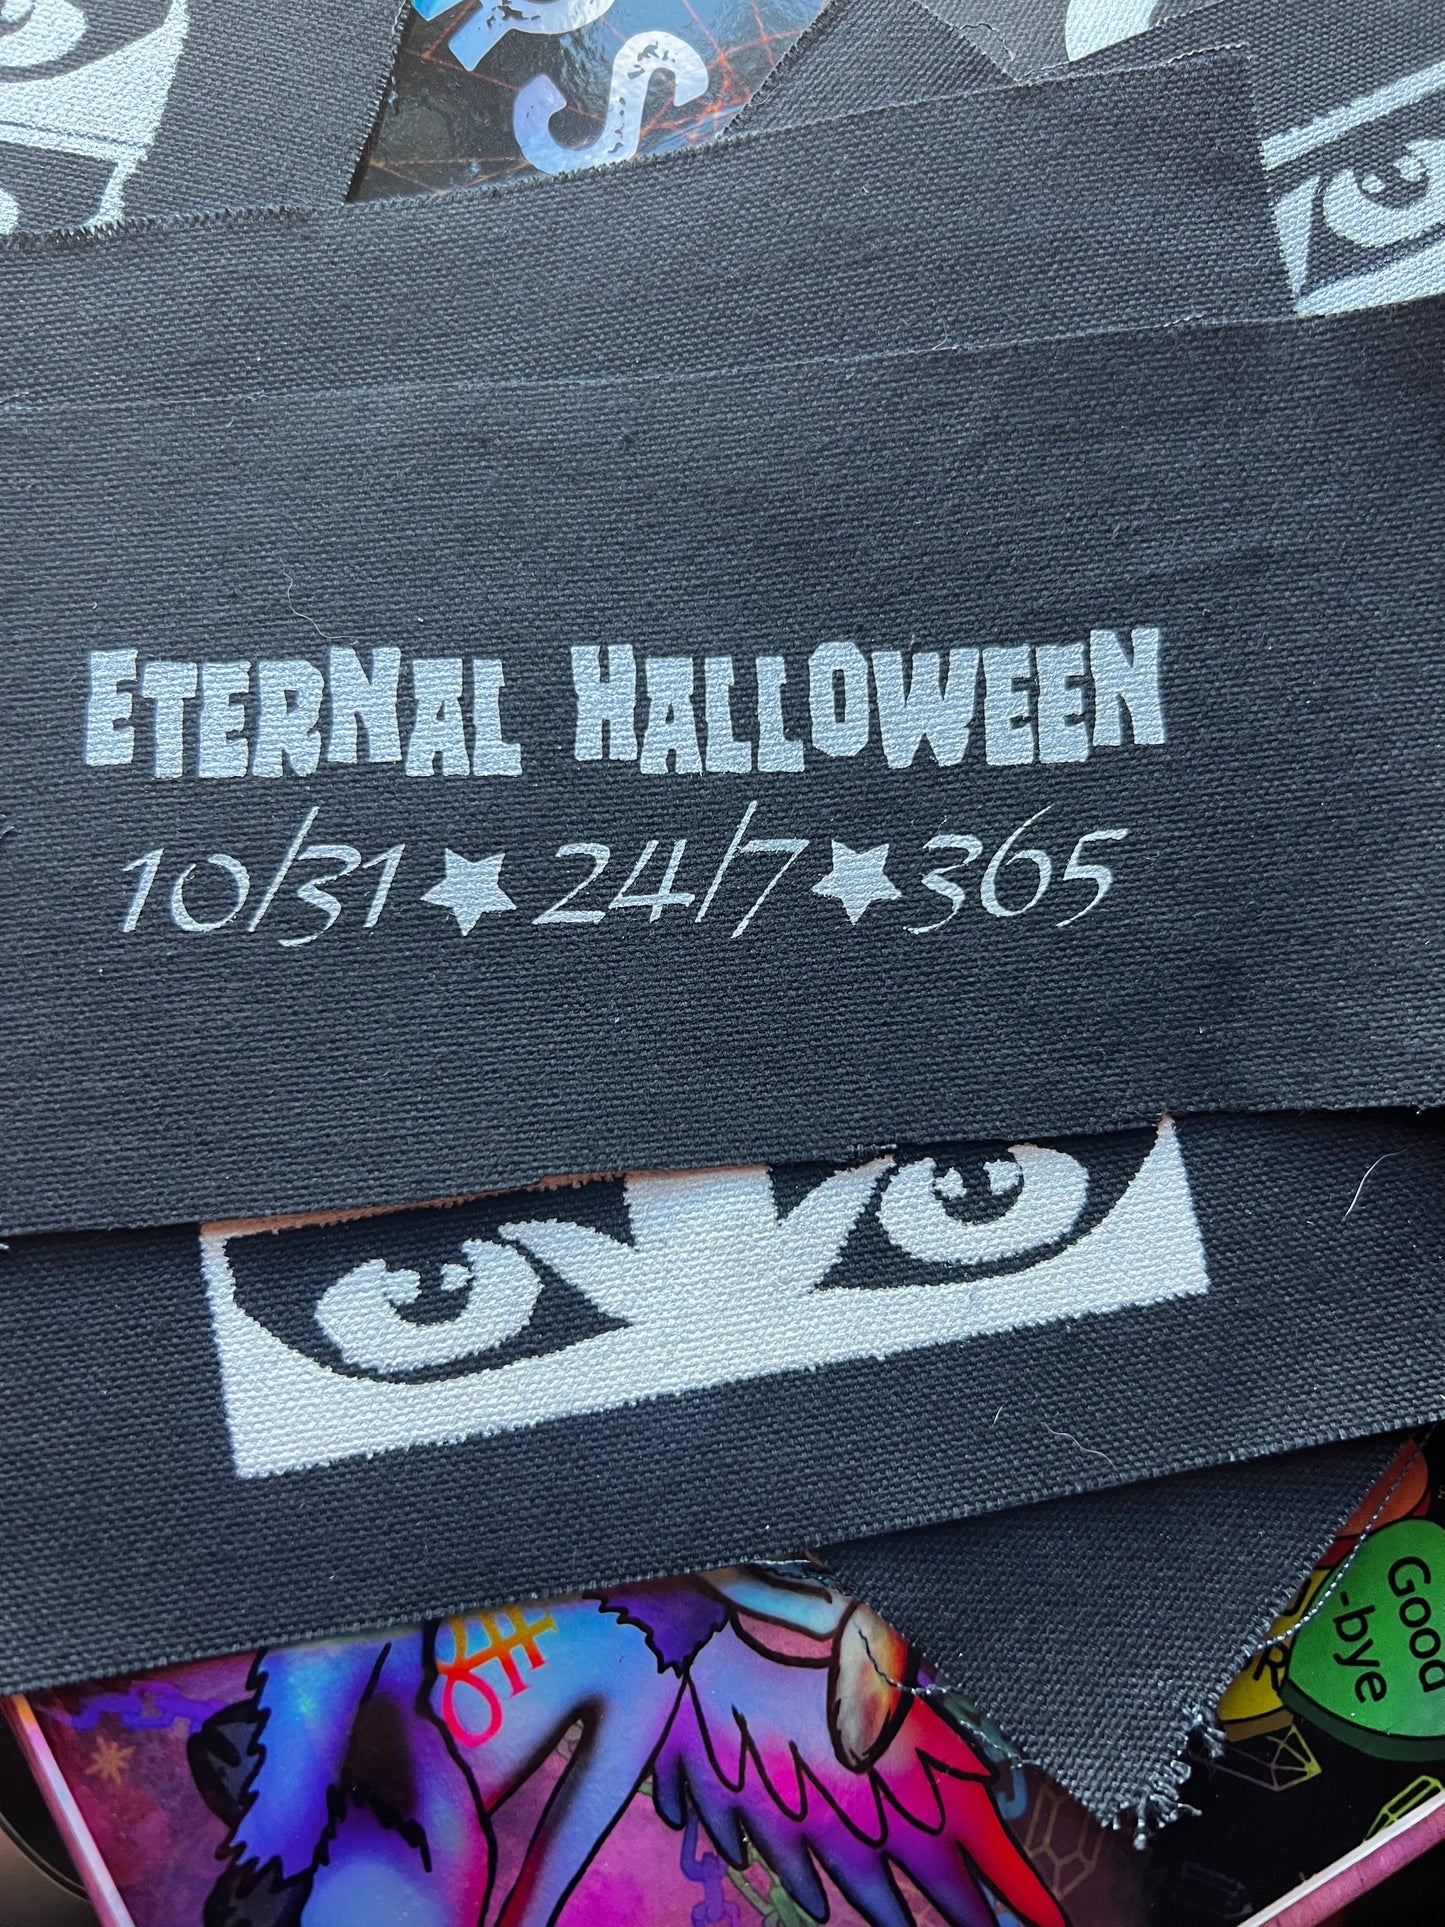 S
ETERNAL HALLOWEEN
10/31★24/7★365
Good
-bye
R